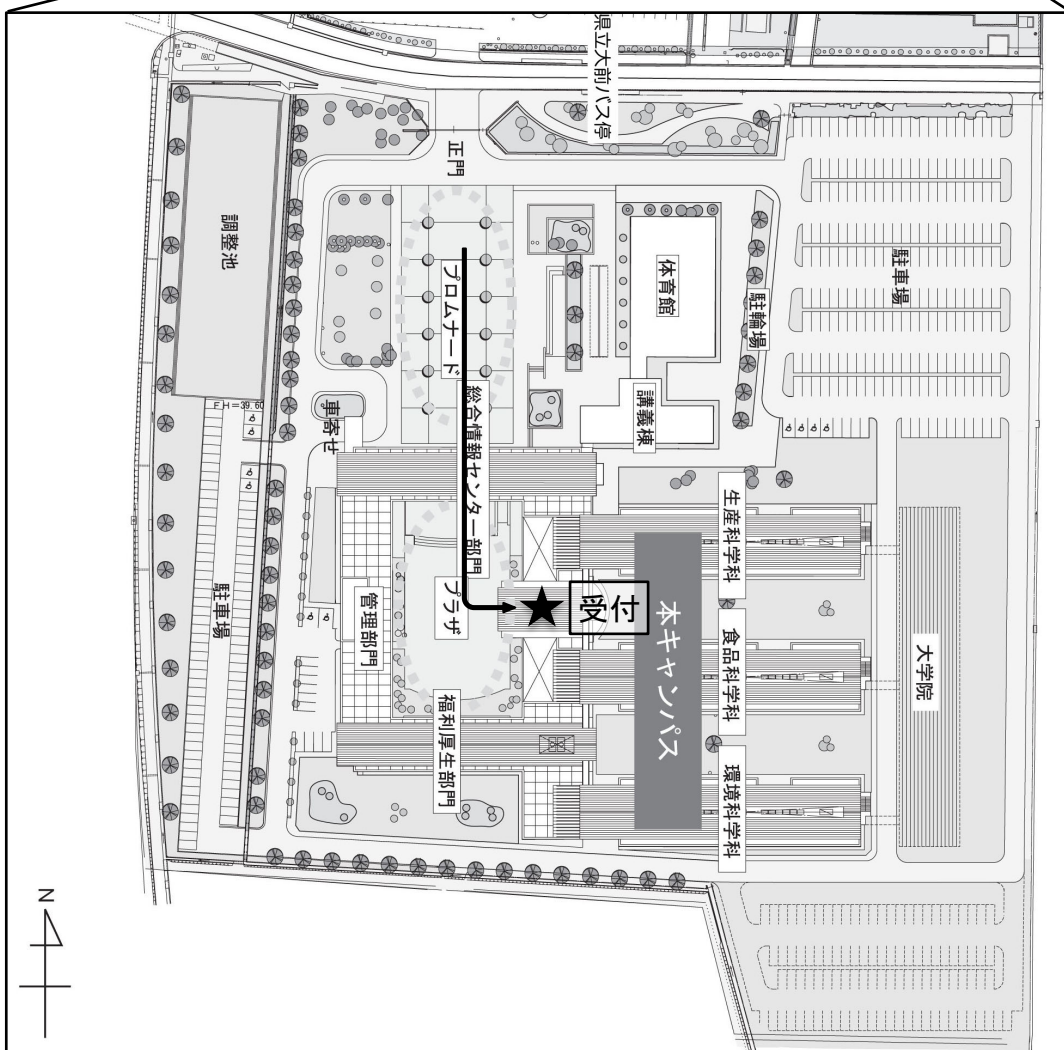 県立大前バス停
正門
調整池
プロムナード
体育館
駐輪場
駐車場
講義棟
ＦＨ＝39.60
車寄せ
総合情報センター部門
生産科学科
プラザ
受付
本キャンパス
食品科学科
大学院
駐車場
管理部門
福利厚生部門
環境科学科
N